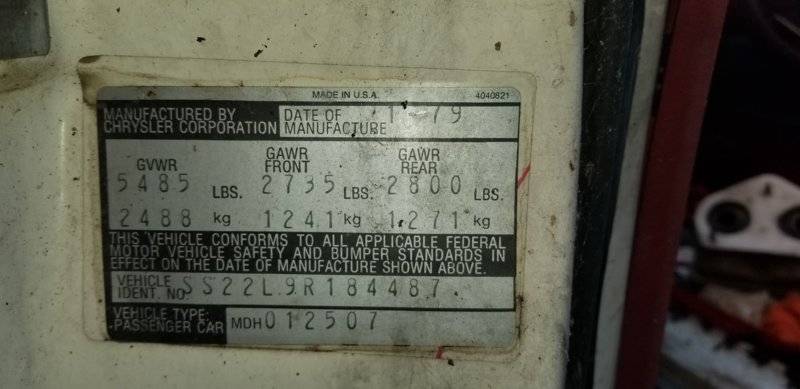 MADE IN U.S.A. 4040821
MANUFACTURED BY DATE OF 1-79
CHRYSLER CORPORATION MANUFACTURE
GVWR GAWR FRONT GAWR REAR
5485 LBS. 2735 LBS. 2800 LBS.
2488 kg 1241 kg 1271 kg
THIS VEHICLE CONFORMS TO ALL APPLICABLE FEDERAL
MOTOR VEHICLE SAFETY AND BUMPER STANDARDS IN
EFFECT ON THE DATE OF MANUFACTURE SHOWN ABOVE.
VEHICLE IDENT. NO. SS22L9R184487
VEHICLE TYPE: PASSENGER CAR MDH 012507